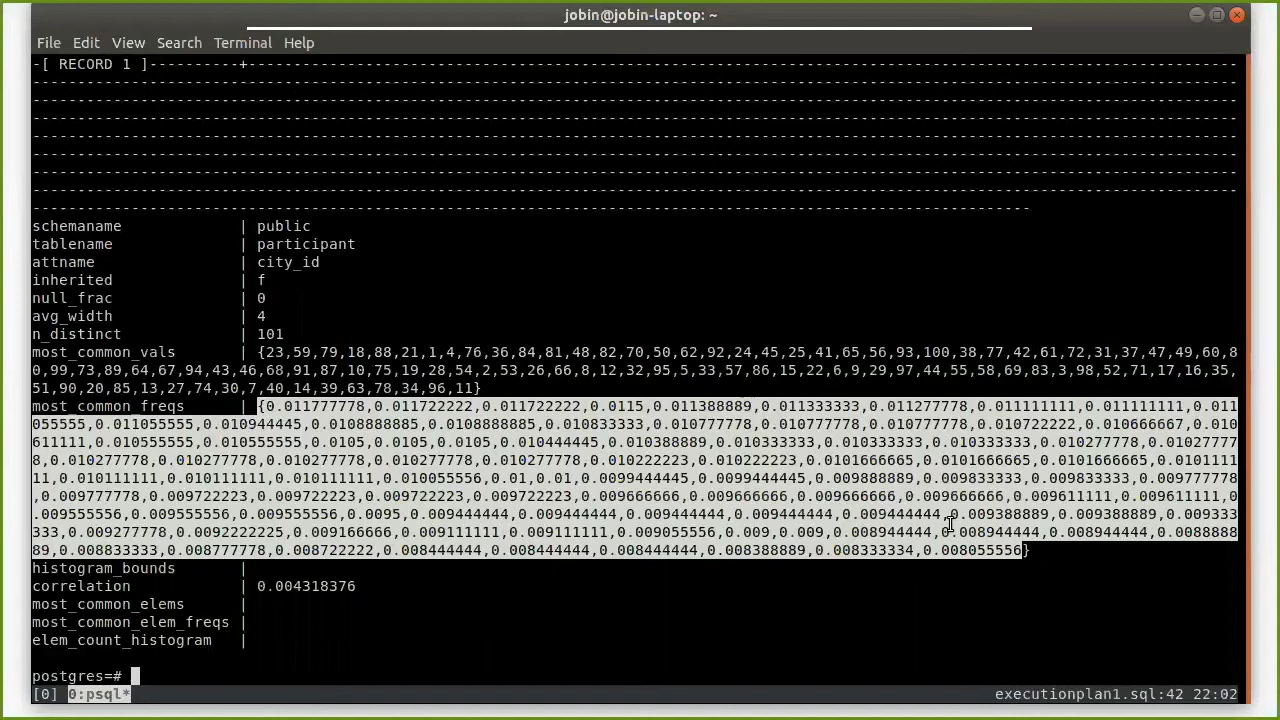 jobin@jobin-laptop: ~
File Edit View Search Terminal Help
-[ RECORD 1 ]----------+-------------------------------------------------------------------------------------------------------------------------
-----------------------------------------------------------------------------------------------------------------------------------------------------
-----------------------------------------------------------------------------------------------------------------------------------------------------
-----------------------------------------------------------------------------------------------------------------------------------------------------
-----------------------------------------------------------------------------------------------------------------------------------------------------
-----------------------------------------------------------------------------------------------------------------------------------------------------
-----------------------------------------------------------------------------------------------------------------------------------------------------
-----------------------------------------------------------------------------------------------------------------------------------------------------
---------------------------------------------------------------------------------------------------------------------------
schemaname | public
tablename | participant
attname | city_id
inherited | f
null_frac | 0
avg_width | 4
n_distinct | 101
most_common_vals | {23,59,79,18,88,21,1,4,76,36,84,81,48,82,70,50,62,92,24,45,25,41,65,56,93,100,38,77,42,61,72,31,37,47,49,60,8
0,99,73,89,64,67,94,43,46,68,91,87,10,75,19,28,54,2,53,26,66,8,12,32,95,5,33,57,86,15,22,6,9,29,97,44,55,58,69,83,3,98,52,71,17,16,35,
51,90,20,85,13,27,74,30,7,40,14,39,63,78,34,96,11}
most_common_freqs | {0.011777778,0.011722222,0.011722222,0.0115,0.011388889,0.011333333,0.011277778,0.011111111,0.011111111,0.011
055555,0.011055555,0.010944445,0.0108888885,0.0108888885,0.010833333,0.010777778,0.010777778,0.010777778,0.010722222,0.010666667,0.010
611111,0.010555555,0.010555555,0.0105,0.0105,0.0105,0.010444445,0.010388889,0.010333333,0.010333333,0.010333333,0.010277778,0.01027777
8,0.010277778,0.010277778,0.010277778,0.010277778,0.010277778,0.010222223,0.010222223,0.0101666665,0.0101666665,0.0101666665,0.0101111
11,0.010111111,0.010111111,0.010111111,0.010055556,0.01,0.01,0.0099444445,0.0099444445,0.009888889,0.009833333,0.009833333,0.009777778
,0.009777778,0.009722223,0.009722223,0.009722223,0.009722223,0.009666666,0.009666666,0.009666666,0.009666666,0.009611111,0.009611111,0
.009555556,0.009555556,0.009555556,0.0095,0.009444444,0.009444444,0.009444444,0.009444444,0.009444444,0.009388889,0.009388889,0.009333
333,0.009277778,0.0092222225,0.009166666,0.009111111,0.009111111,0.009055556,0.009,0.009,0.008944444,0.008944444,0.008944444,0.0088888
89,0.008833333,0.008777778,0.008722222,0.008444444,0.008444444,0.008444444,0.008388889,0.008333334,0.008055556}
histogram_bounds |
correlation | 0.004318376
most_common_elems |
most_common_elem_freqs |
elem_count_histogram |
postgres=#
[0] 0:psql* executionplan1.sql:42 22:02